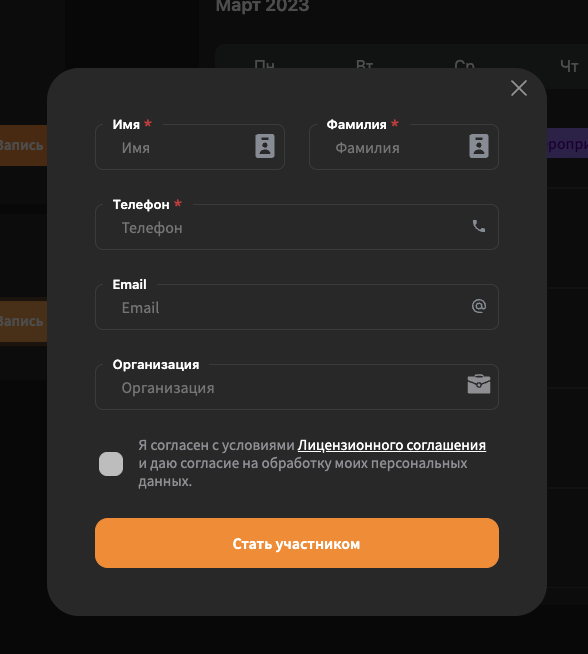 Март 2023
Пн Вт Ср Чт
Имя * Фамилия *
Имя Фамилия
Запись
Телефон *
Телефон
Email
Email @
Запись
Организация
Организация
Я согласен с условиями Лицензионного соглашения
и даю согласие на обработку моих персональных
данных.
Стать участником